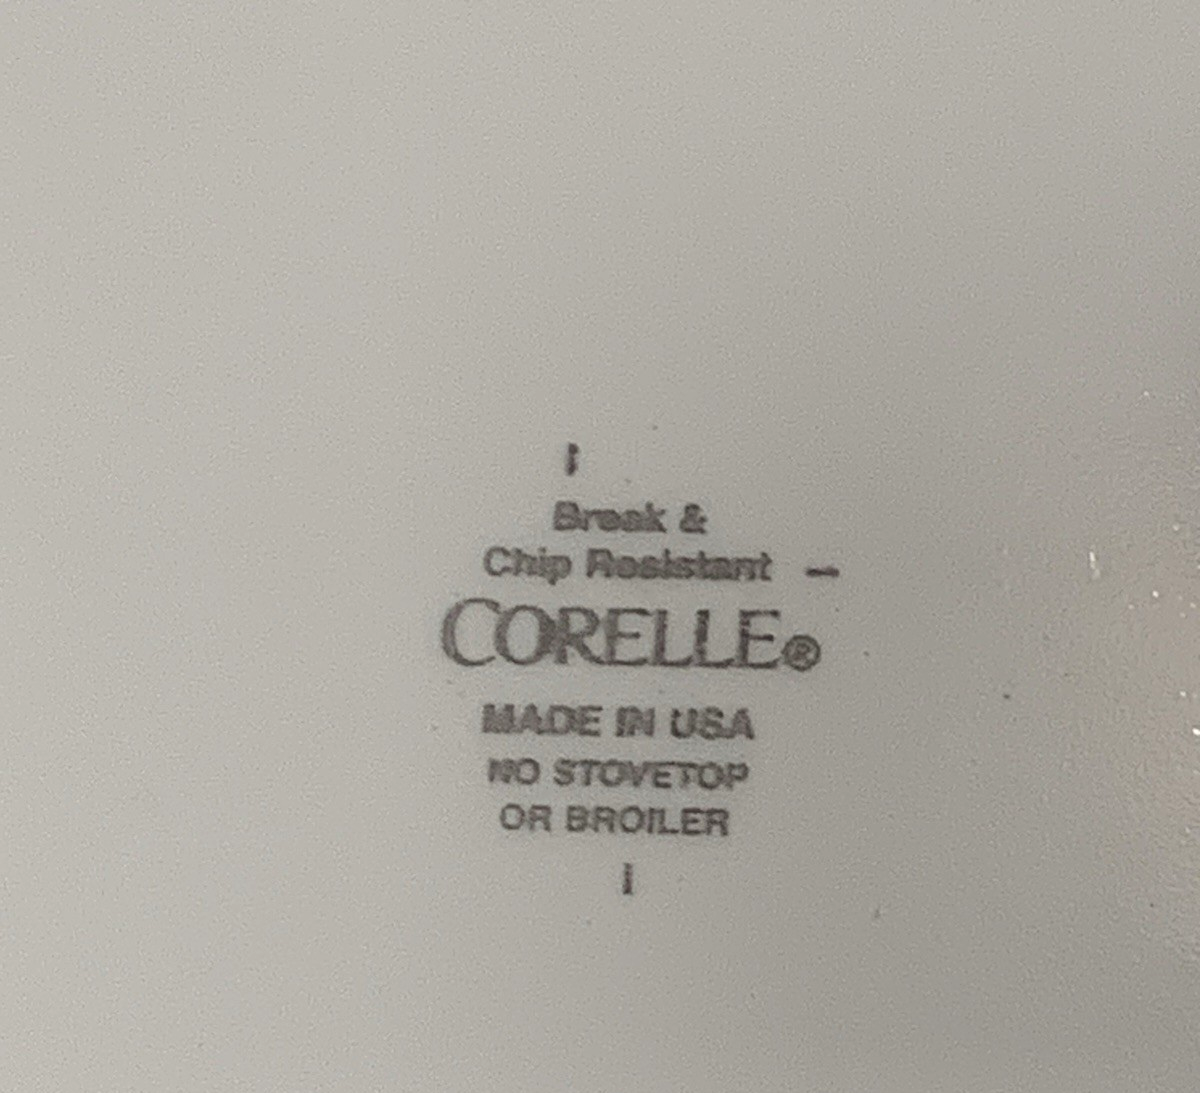 Break &
Chip Resistant
CORELLE®
MADE IN USA
NO STOVETOP
OR BROILER